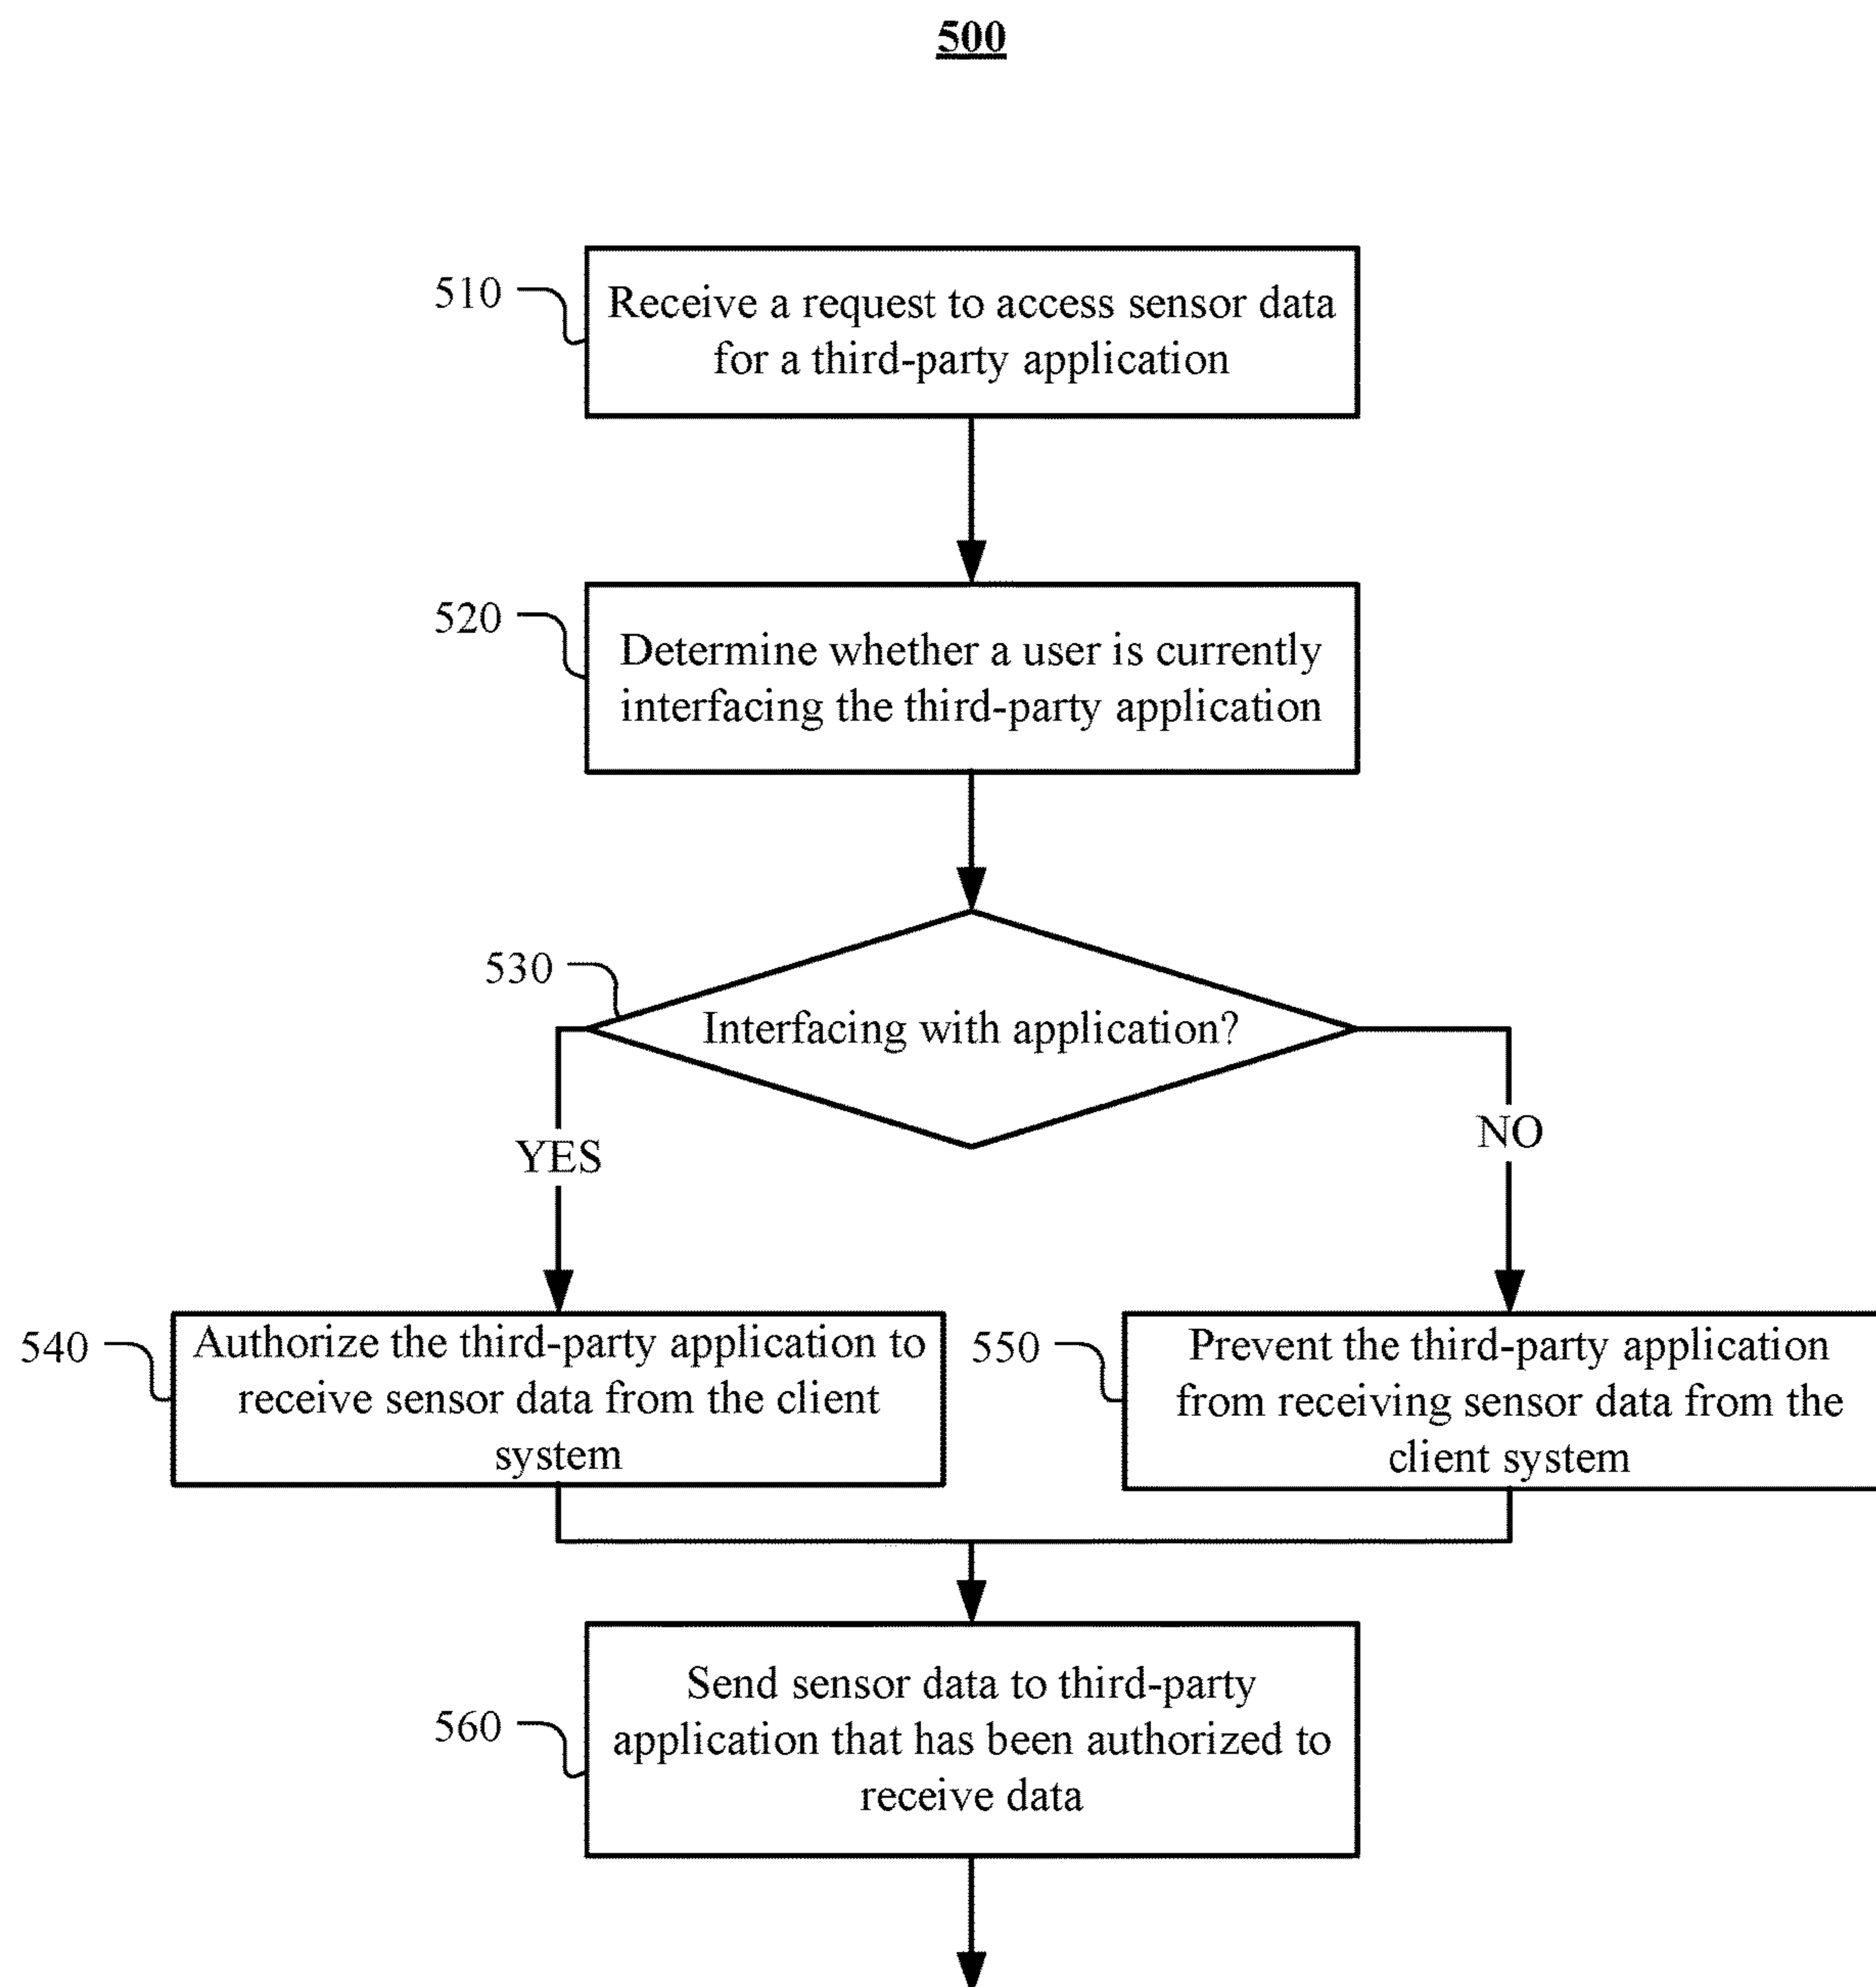 500
510
Receive a request to access sensor data
for a third-party application
520
Determine whether a user is currently
interfacing the third-party application
530
Interfacing with application?
YES
NO
540
Authorize the third-party application to
receive sensor data from the client
system
550
Prevent the third-party application
from receiving sensor data from the
client system
560
Send sensor data to third-party
application that has been authorized to
receive data